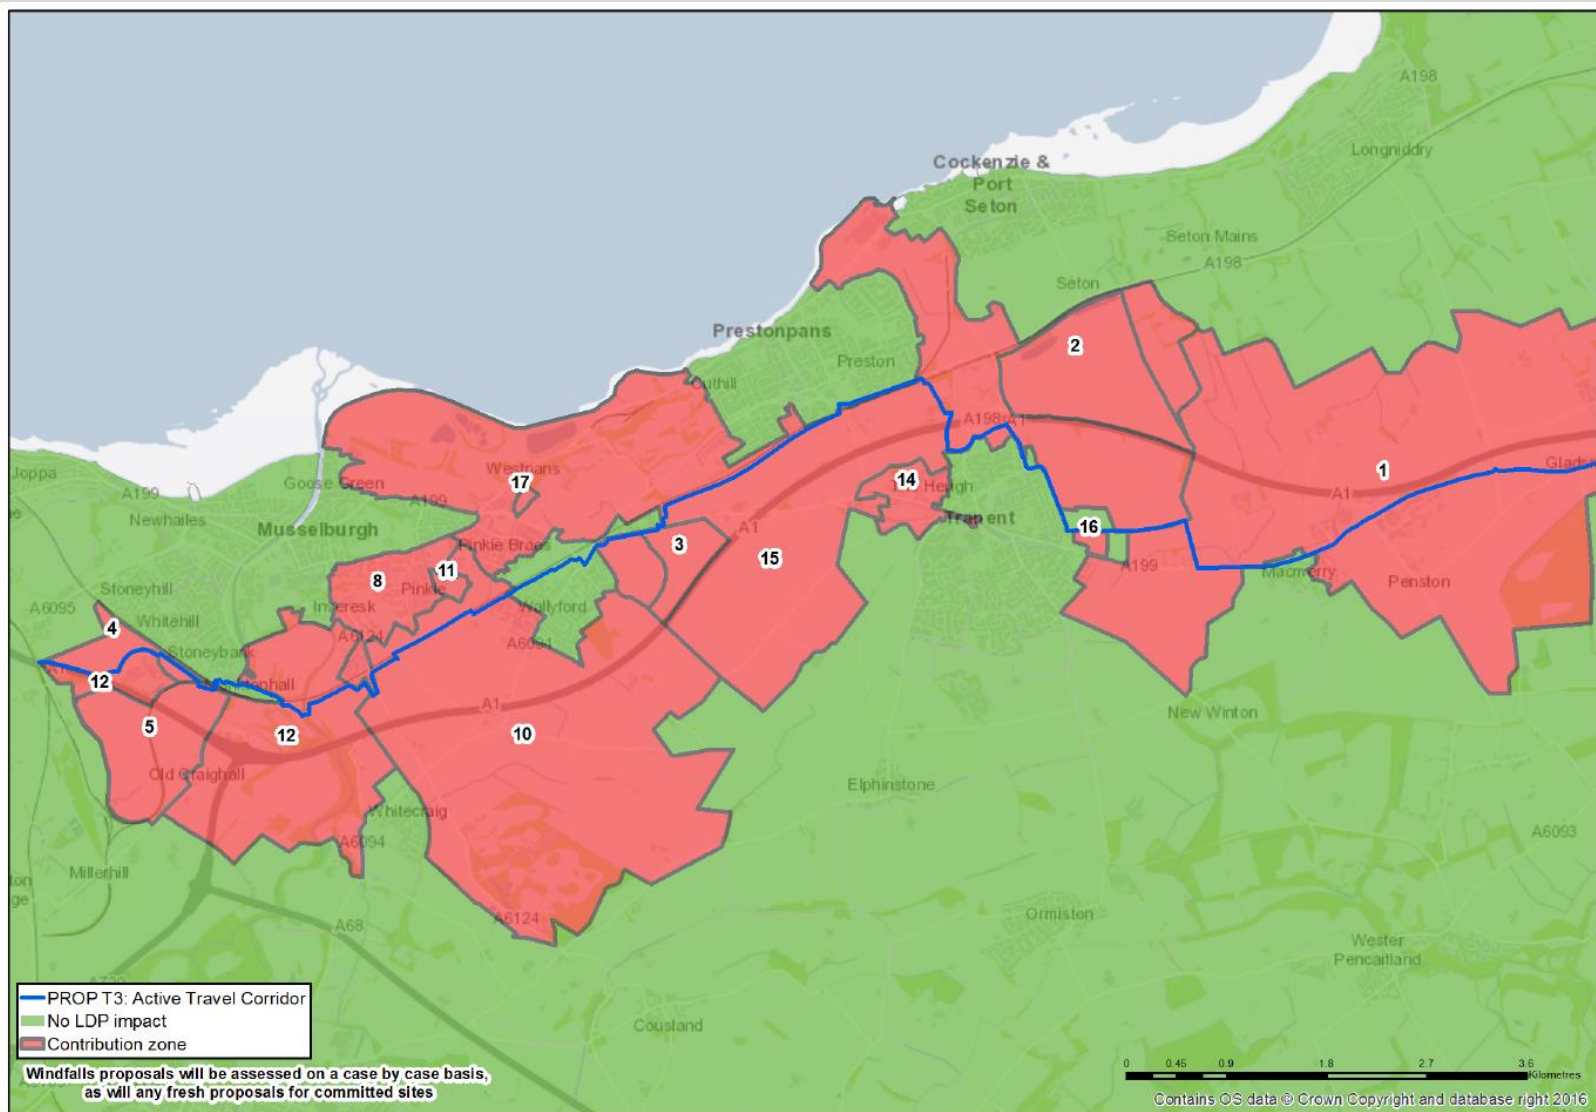 A198
Longniddry
Cockenzie &
Port
Seton
Seton Mains
A198
Seton
Prestonpans
2
Preston
Cuthill
A198
A1
1
Gladsm
Westpans
17
14
Joppa
Goose Green
A199
A199
A1
Newhailes
Musselburgh
Tranent
16
Pinkie Braes
3
15
A199
Macmerry
Penston
8
11
Stoneyhill
Pinkie
Wallyford
A6095
Inveresk
Whitehill
4
A6124
A6094
Stoneybank
A1
12
Monktonhall
A1
New Winton
5
12
10
Old Craighall
Elphinstone
Whitecraig
A6094
A6093
Millerhill
ton
ge
Ormiston
A6124
A68
Wester
Pencaitland
A720
Cousland
PROP T3: Active Travel Corridor
No LDP impact
Contribution zone
Windfalls proposals will be assessed on a case by case basis,
as will any fresh proposals for committed sites
0 0.45 0.9 1.8 2.7 3.6
Kilometres
Contains OS data © Crown Copyright and database right 2016